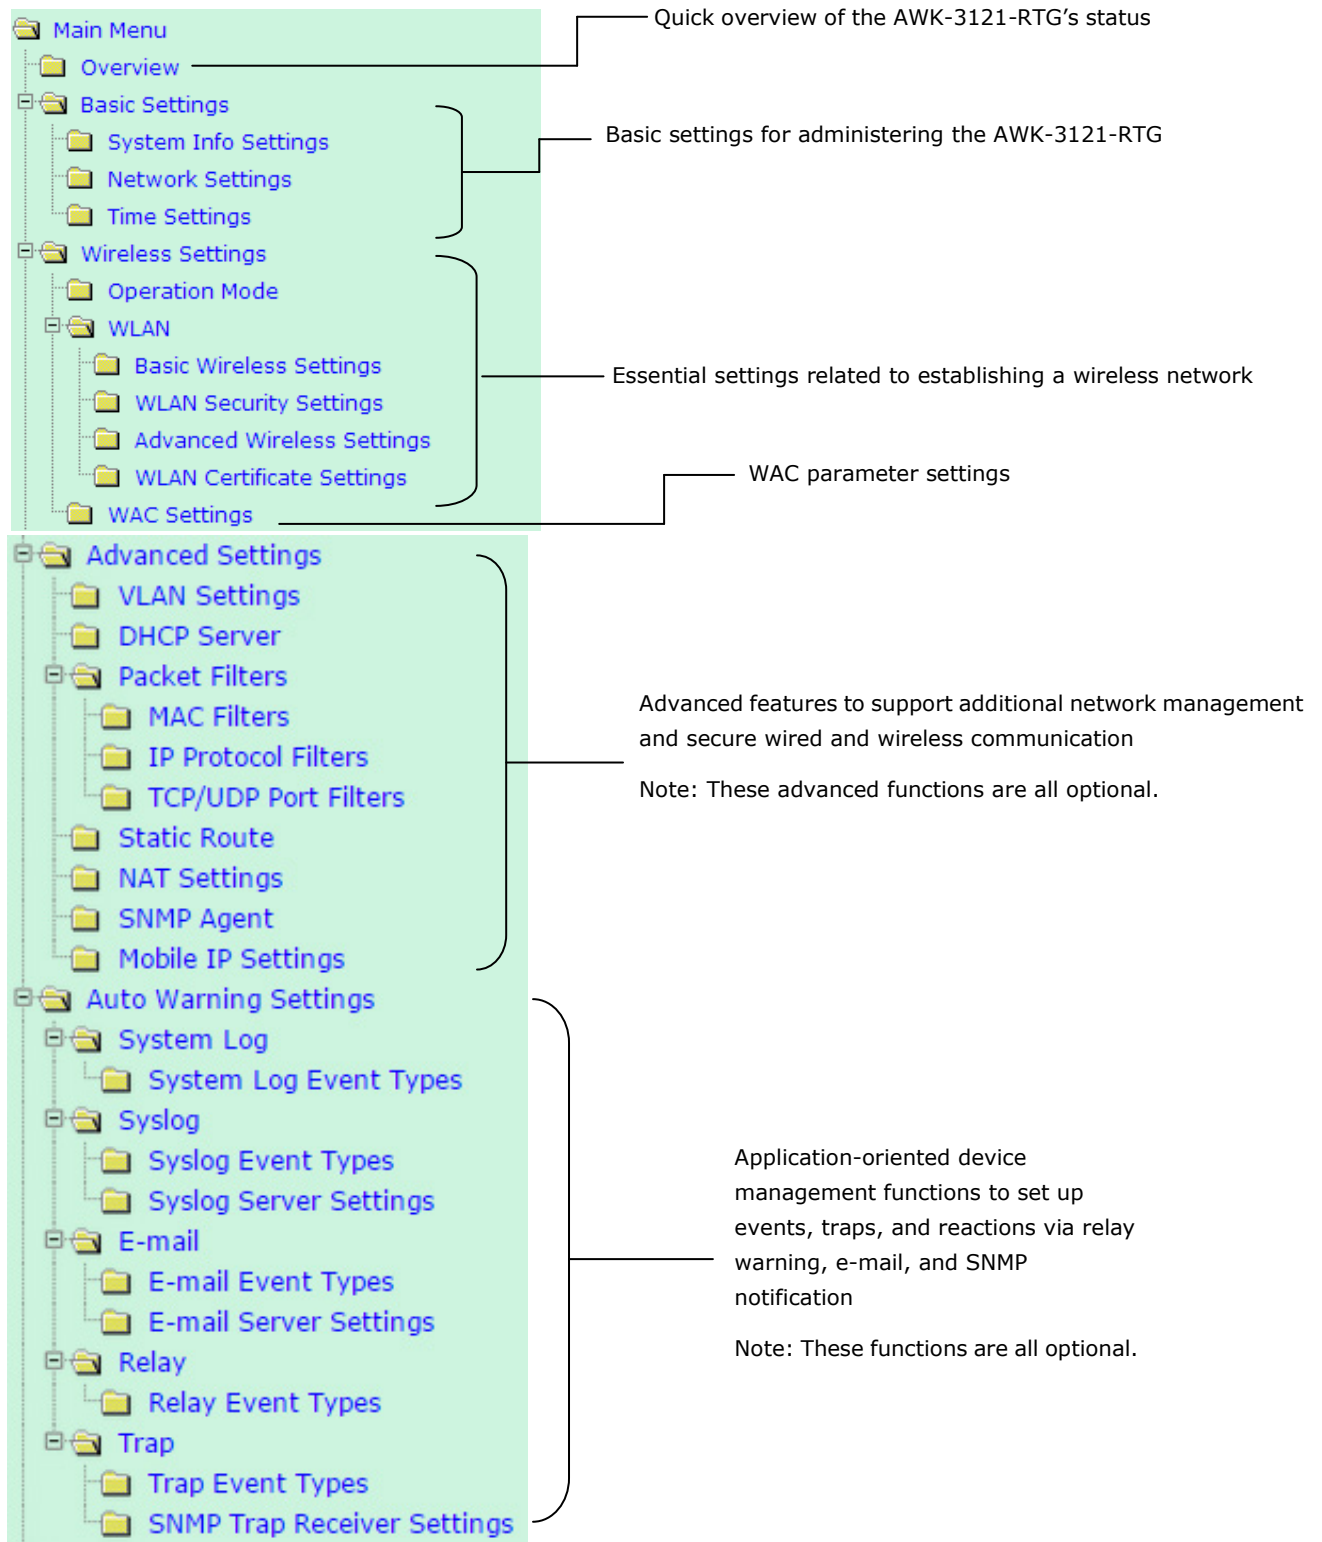 Main Menu
Overview
Quick overview of the AWK-3121-RTG’s status
Basic Settings
System Info Settings
Network Settings
Time Settings
Basic settings for administering the AWK-3121-RTG
Wireless Settings
Operation Mode
WLAN
Basic Wireless Settings
WLAN Security Settings
Advanced Wireless Settings
WLAN Certificate Settings
Essential settings related to establishing a wireless network
WAC Settings
WAC parameter settings
Advanced Settings
VLAN Settings
DHCP Server
Packet Filters
MAC Filters
IP Protocol Filters
TCP/UDP Port Filters
Static Route
NAT Settings
SNMP Agent
Mobile IP Settings
Advanced features to support additional network management
and secure wired and wireless communication
Note: These advanced functions are all optional.
Auto Warning Settings
System Log
System Log Event Types
Syslog
Syslog Event Types
Syslog Server Settings
E-mail
E-mail Event Types
E-mail Server Settings
Relay
Relay Event Types
Trap
Trap Event Types
SNMP Trap Receiver Settings
Application-oriented device
management functions to set up
events, traps, and reactions via relay
warning, e-mail, and SNMP
notification
Note: These functions are all optional.